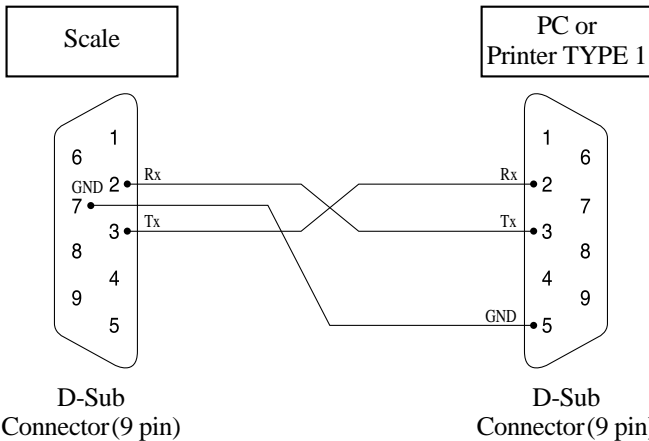 Scale
PC or
Printer TYPE 1
1
6
2
Rx
GND
7
3
Tx
8
4
9
5
1
6
Rx
2
7
Tx
3
8
4
9
GND
5
D-Sub
Connector(9 pin)
D-Sub
Connector(9 pin)